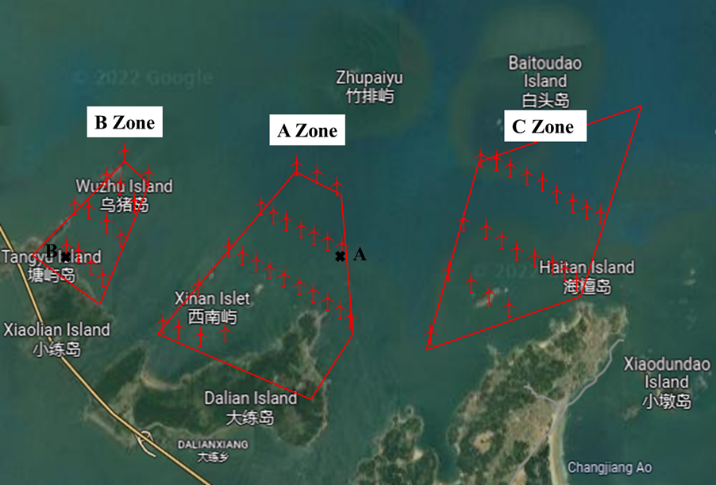 © 2022 Google
Zhupaiyu
竹排屿
Baitoudao
Island
白头岛
B Zone
A Zone
C Zone
Wuzhu Island
乌猪岛
B
Tangyu Island
塘屿岛
A
Xinan Islet
西南屿
© 2022
Haitan Island
海檀岛
Xiaolian Island
小练岛
Dalian Island
大练岛
Xiaodundao
Island
小墩岛
DALIANXIANG
大练乡
Changjiang Ao